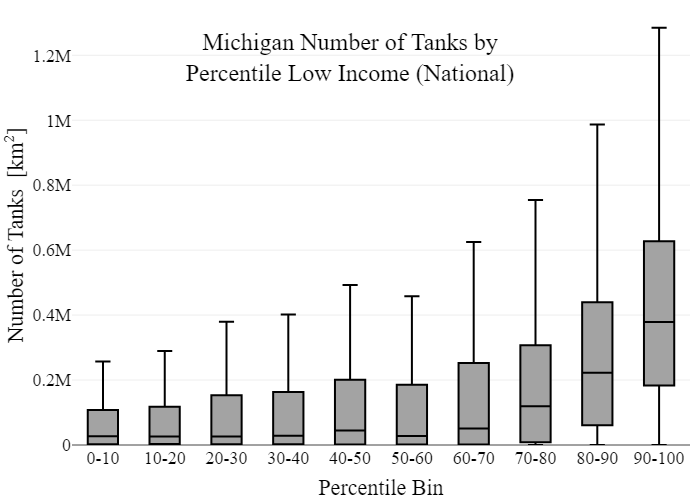 Michigan Number of Tanks by
Percentile Low Income (National)
Number of Tanks [km²]
1.2M
1M
0.8M
0.6M
0.4M
0.2M
0
0-10 10-20 20-30 30-40 40-50 50-60 60-70 70-80 80-90 90-100
Percentile Bin